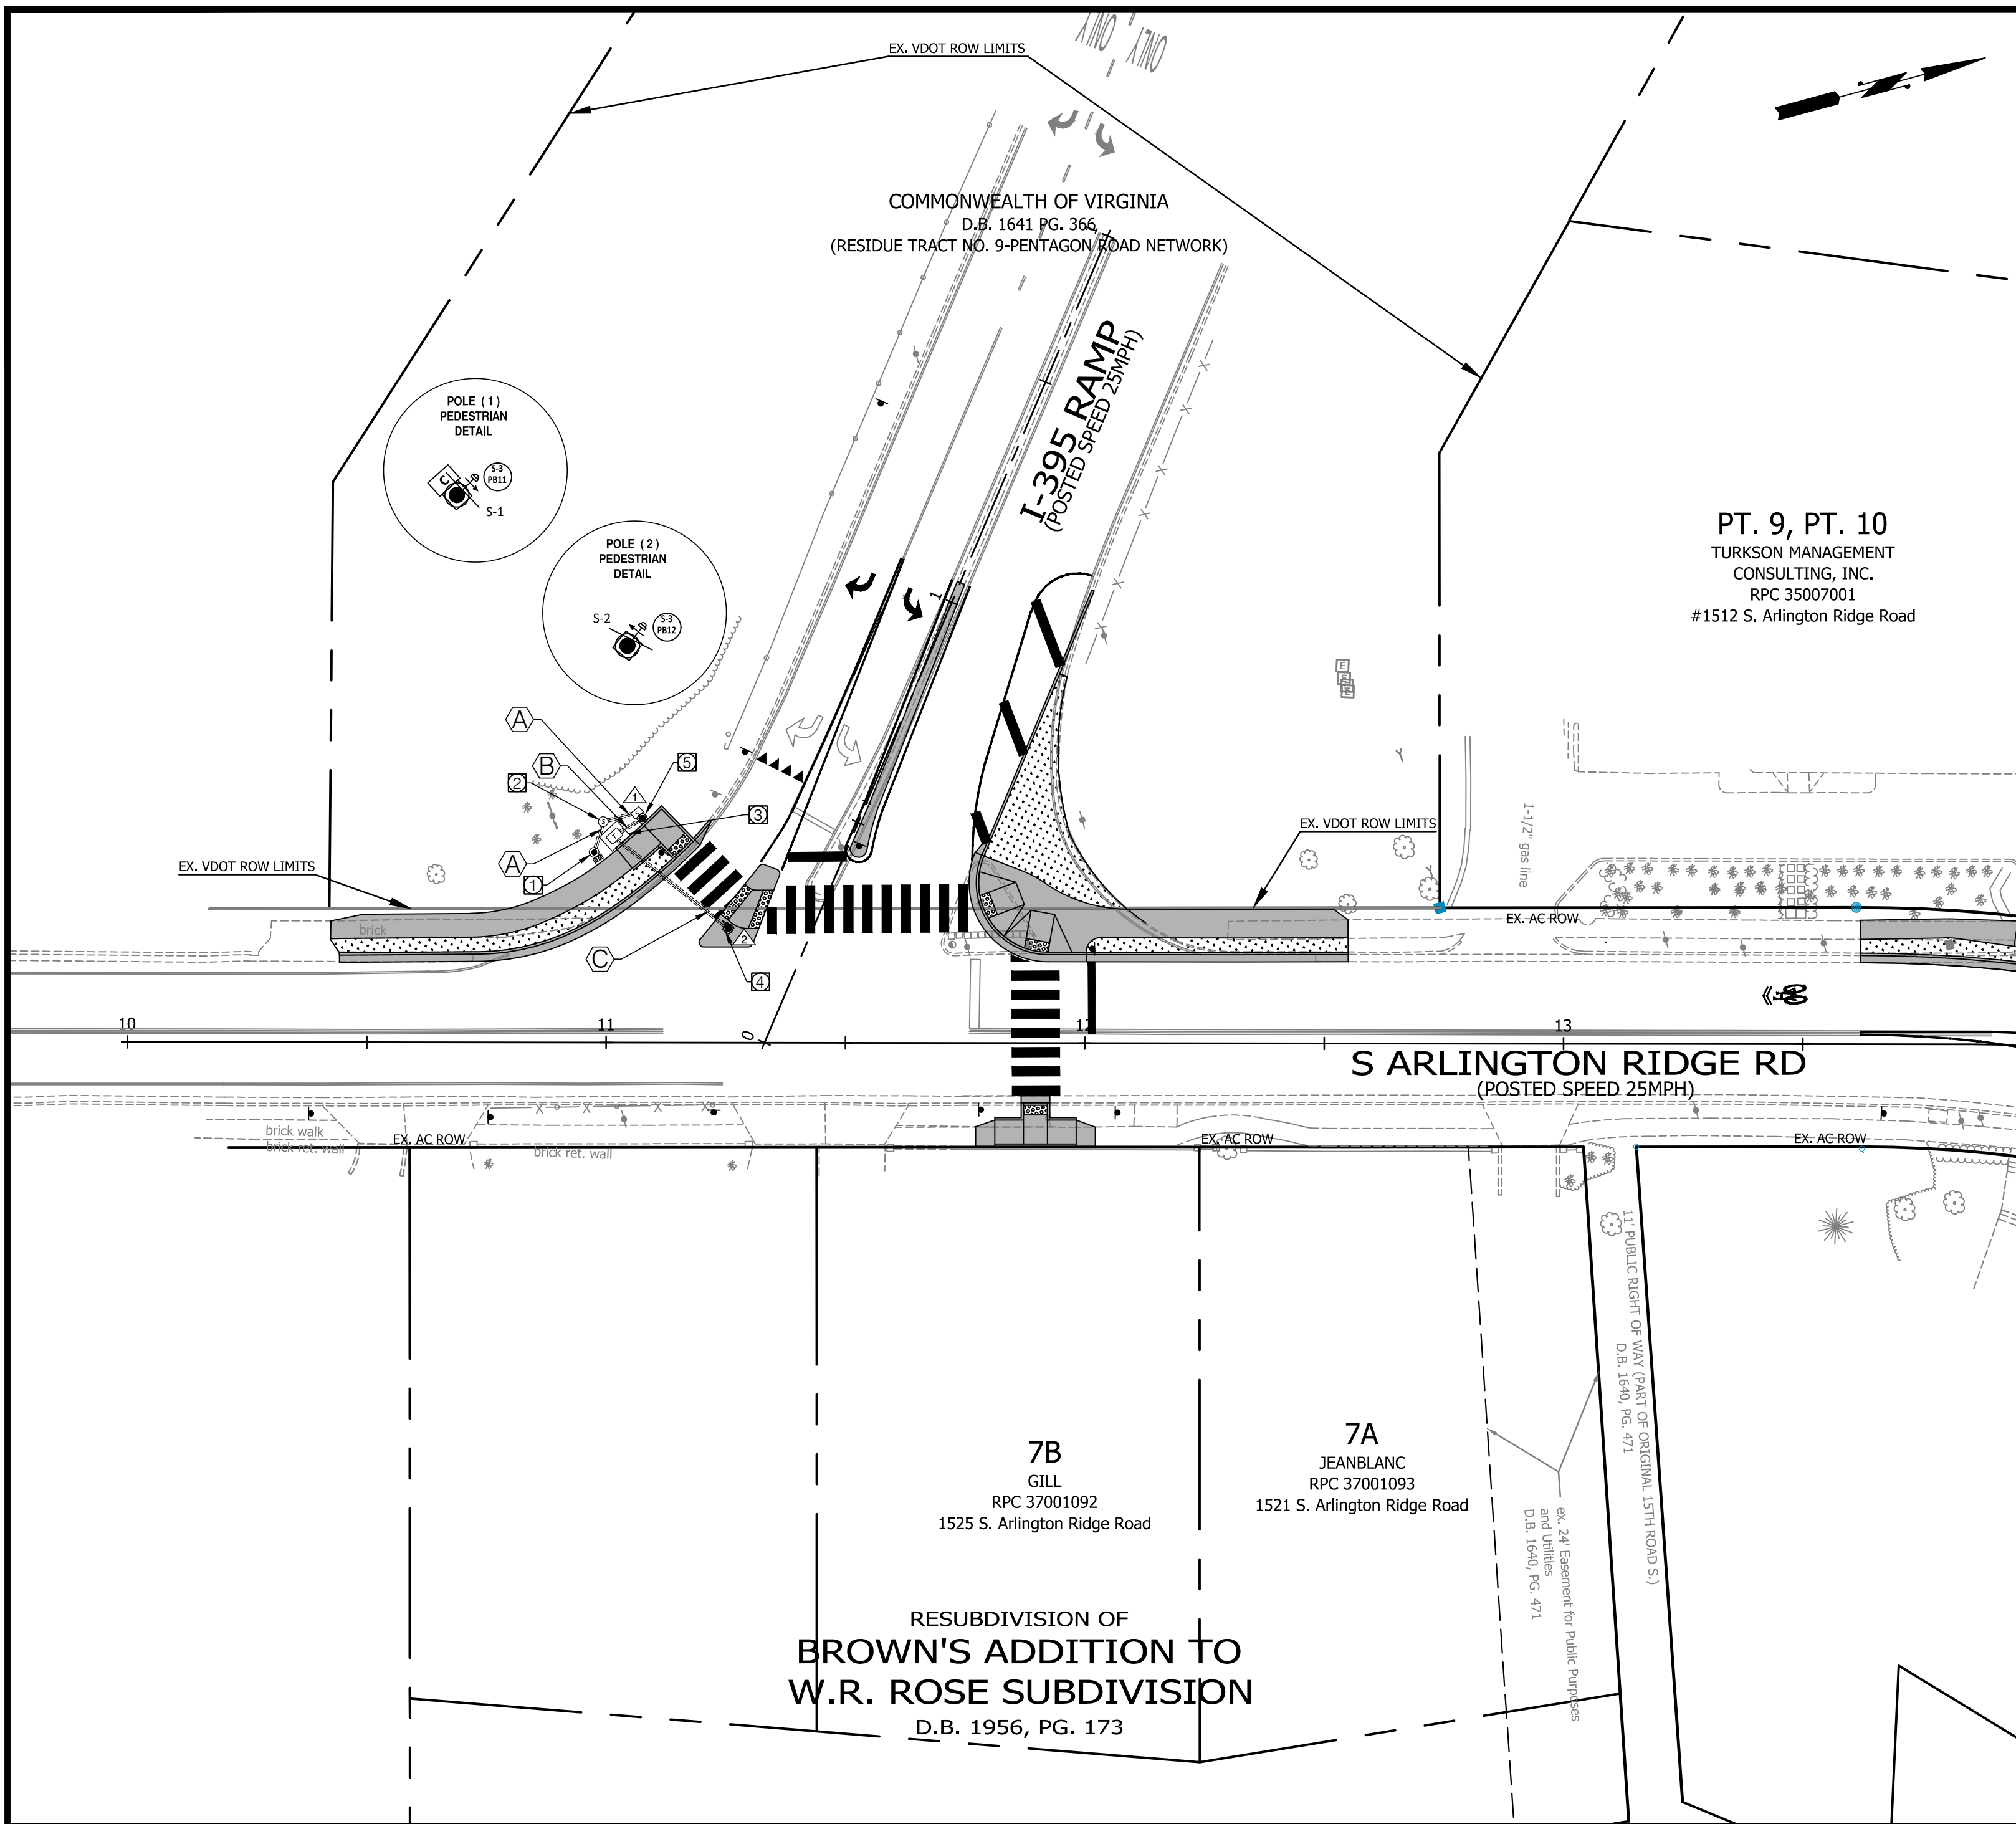 ONLY ONLY
EX. VDOT ROW LIMITS
COMMONWEALTH OF VIRGINIA
D.B. 1641 PG. 366
(RESIDUE TRACT NO. 9-PENTAGON ROAD NETWORK)
I-395 RAMP
(POSTED SPEED 25MPH)
POLE (1)
PEDESTRIAN
DETAIL
C
S-3
PB11
S-1
POLE (2)
PEDESTRIAN
DETAIL
S-2
S-3
PB12
PT. 9, PT. 10
TURKSON MANAGEMENT
CONSULTING, INC.
RPC 35007001
#1512 S. Arlington Ridge Road
1
A
B
2
5
1
3
S
T
A
1
E
E
E
E
1-1/2" gas line
EX. VDOT ROW LIMITS
EX. VDOT ROW LIMITS
brick
C
2
4
EX. AC ROW
10
11
0
12
13
S ARLINGTON RIDGE RD
(POSTED SPEED 25MPH)
brick walk
brick ret. wall
EX. AC ROW
brick ret. wall
EX. AC ROW
EX. AC ROW
11' PUBLIC RIGHT OF WAY (PART OF ORIGINAL 15TH ROAD S.)
D.B. 1640, PG. 471
7B
GILL
RPC 37001092
1525 S. Arlington Ridge Road
7A
JEANBLANC
RPC 37001093
1521 S. Arlington Ridge Road
ex. 24' Easement for Public Purposes
and Utilities
D.B. 1640, PG. 471
RESUBDIVISION OF
BROWN'S ADDITION TO
W.R. ROSE SUBDIVISION
D.B. 1956, PG. 173